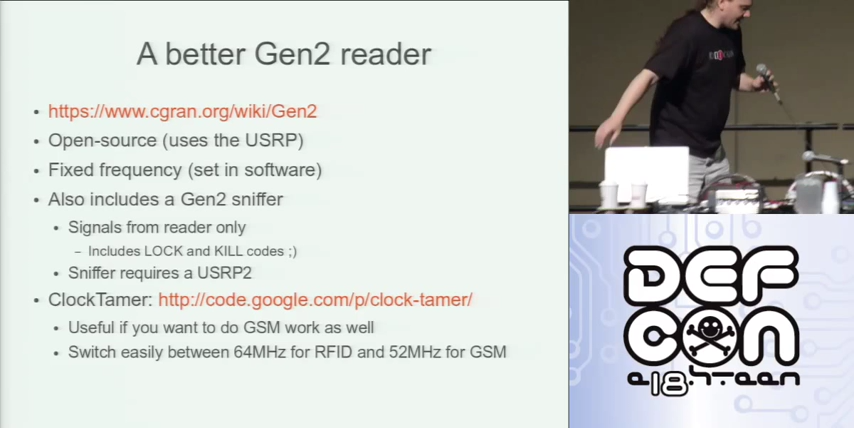 A better Gen2 reader
• https://www.cgran.org/wiki/Gen2
• Open-source (uses the USRP)
• Fixed frequency (set in software)
• Also includes a Gen2 sniffer
• Signals from reader only
– Includes LOCK and KILL codes ;)
• Sniffer requires a USRP2
• ClockTamer: http://code.google.com/p/clock-tamer/
• Useful if you want to do GSM work as well
• Switch easily between 64MHz for RFID and 52MHz for GSM
DEF
CON
e18h-teen